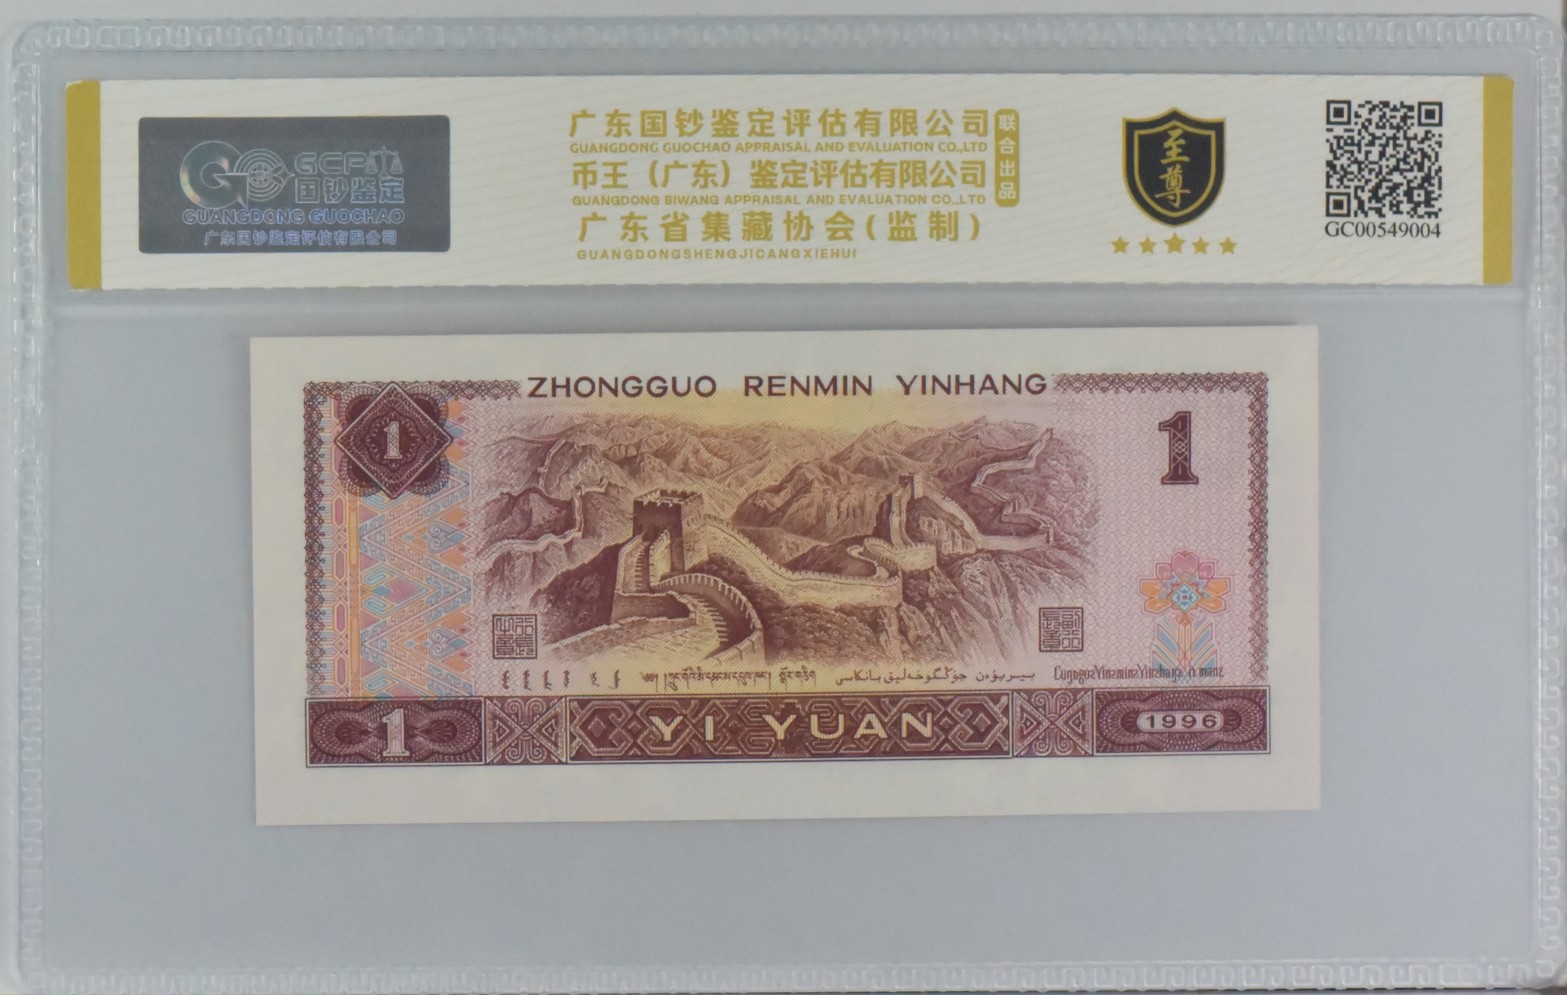 GCP
国钞鉴定
GUANGDONG GUOCHAO
广东国钞鉴定评估有限公司
广东国钞鉴定评估有限公司
GUANGDONG GUOCHAO APPRAISAL AND EVALUATION CO.,LTD
币王（广东）鉴定评估有限公司
GUANGDONG BIWANG APPRAISAL AND EVALUATION CO.,LTD
联合出品
广东省集藏协会(监制)
GUANGDONGSHENGJICANGXIEHUI
至尊
GC00549004
ZHONGGUO RENMIN YINHANG
1
1
1 YI YUAN 1996